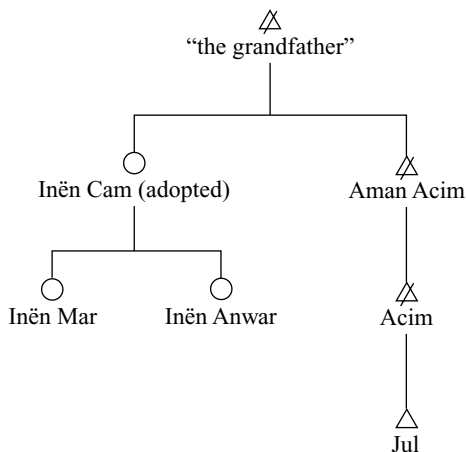 “the grandfather”
Inën Cam (adopted)
Aman Acim
Inën Mar
Inën Anwar
Acim
Jul